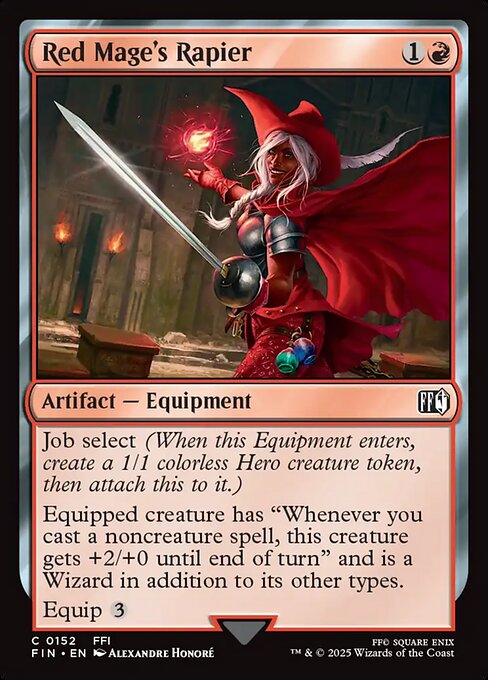 Red Mage's Rapier 1
Artifact — Equipment FF
Job select (When this Equipment enters,
create a 1/1 colorless Hero creature token,
then attach this to it.)
Equipped creature has “Whenever you
cast a noncreature spell, this creature
gets +2/+0 until end of turn” and is a
Wizard in addition to its other types.
Equip 3
C 0152 FFI
FIN • EN Alexandre Honoré
FF© SQUARE ENIX
™ & © 2025 Wizards of the Coast